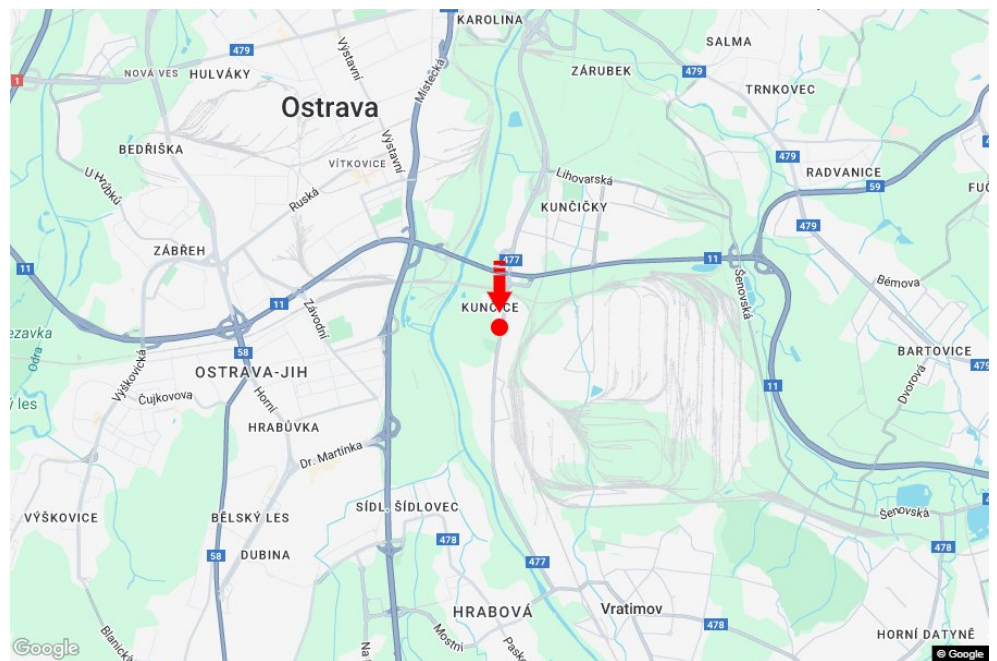 KAROLINA
479
SALMA
NOVÁ VES
HULVÁKY
Výstavní
Místecká
ZÁRUBEK
479
1
TRNKOVEC
Ostrava
Výstavní
BEDŘIŠKA
VÍTKOVICE
479
RADVANICE
U Hrůbků
Ruská
Lihovarská
59
KUNČIČKY
ZÁBŘEH
477
11
11
Šenovská
Bémova
11
Závodní
KUNČICE
Odra
58
BARTOVICE
479
Výškovická
OSTRAVA-JIH
Dvorová
11
Čujkovova
Horní
HRABŮVKA
Dr. Martínka
VÝŠKOVICE
BĚLSKÝ LES
SÍDL. ŠÍDLOVEC
Šenovská
478
478
DUBINA
58
477
HRABOVÁ
Vratimov
478
Blanická
Mostní
HORNÍ DATYNĚ
Google
© Google